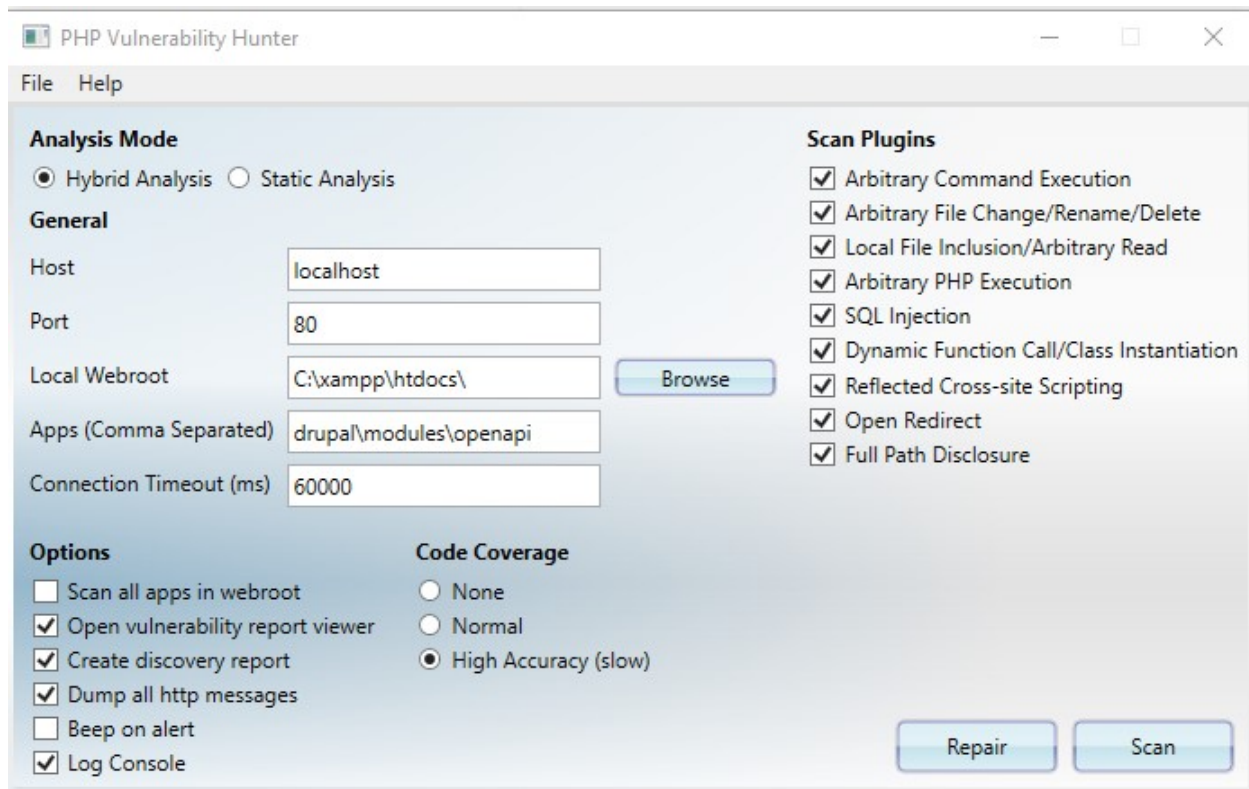 PHP Vulnerability Hunter
File Help
Analysis Mode
Hybrid Analysis Static Analysis
General
Host localhost
Port 80
Local Webroot C:\xampp\htdocs\ Browse
Apps (Comma Separated) drupal\modules\openapi
Connection Timeout (ms) 60000
Options
Scan all apps in webroot
Open vulnerability report viewer
Create discovery report
Dump all http messages
Beep on alert
Log Console
Code Coverage
None
Normal
High Accuracy (slow)
Scan Plugins
Arbitrary Command Execution
Arbitrary File Change/Rename/Delete
Local File Inclusion/Arbitrary Read
Arbitrary PHP Execution
SQL Injection
Dynamic Function Call/Class Instantiation
Reflected Cross-site Scripting
Open Redirect
Full Path Disclosure
Repair Scan